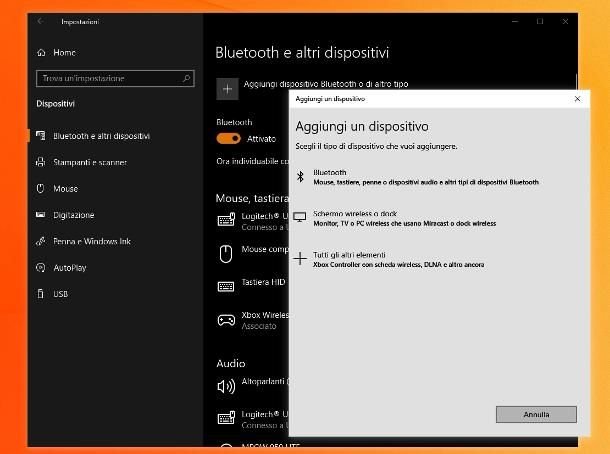 Impostazioni
Home
Trova un'impostazione
Dispositivi
Bluetooth e altri dispositivi
Stampanti e scanner
Mouse
Digitazione
Penna e Windows Ink
AutoPlay
USB
Bluetooth e altri dispositivi
Aggiungi dispositivo Bluetooth o di altro tipo
Bluetooth
Attivato
Ora individuabile co
Mouse, tastiera
Logitech® U
Connesso a U
Mouse comp
Tastiera HID
Xbox Wireles
Associato
Audio
Altoparlanti (
Logitech® U
Connesso a U
MPOW 059 LITE
Aggiungi un dispositivo
Aggiungi un dispositivo
Scegli il tipo di dispositivo che vuoi aggiungere.
Bluetooth
Mouse, tastiere, penne o dispositivi audio e altri tipi di dispositivi Bluetooth
Schermo wireless o dock
Monitor, TV o PC wireless che usano Miracast o dock wireless
Tutti gli altri elementi
Xbox Controller con scheda wireless, DLNA e altro ancora
Annulla